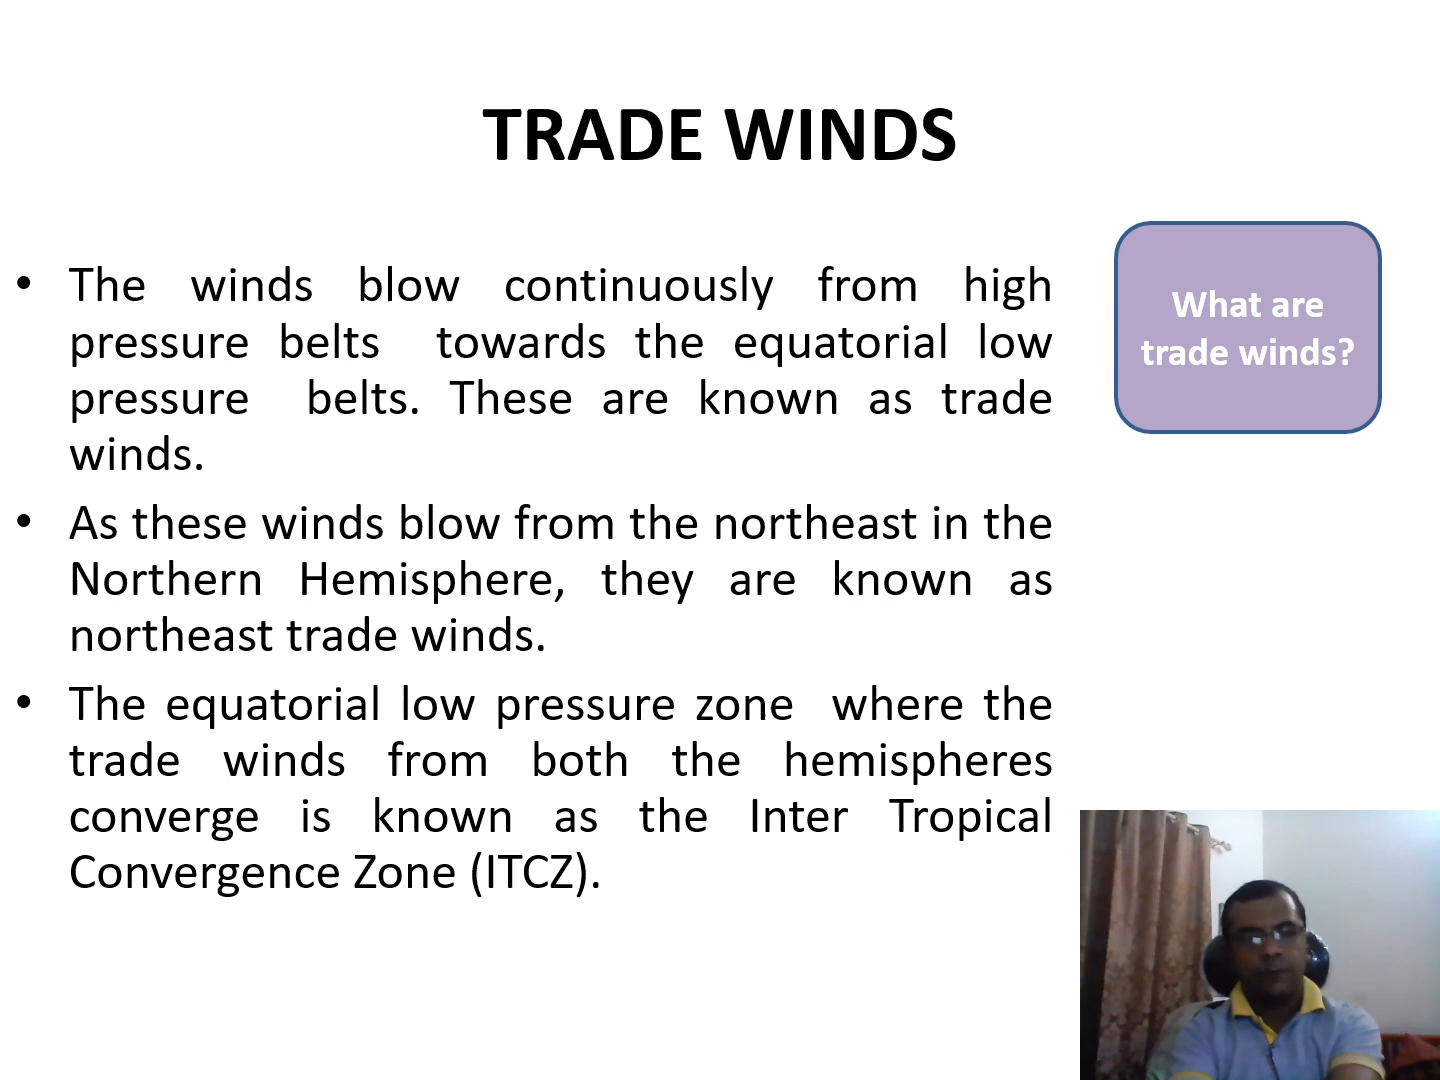 TRADE WINDS
• The winds blow continuously from high
pressure belts towards the equatorial low
pressure belts. These are known as trade
winds.
• As these winds blow from the northeast in the
Northern Hemisphere, they are known as
northeast trade winds.
• The equatorial low pressure zone where the
trade winds from both the hemispheres
converge is known as the Inter Tropical
Convergence Zone (ITCZ).
What are
trade winds?